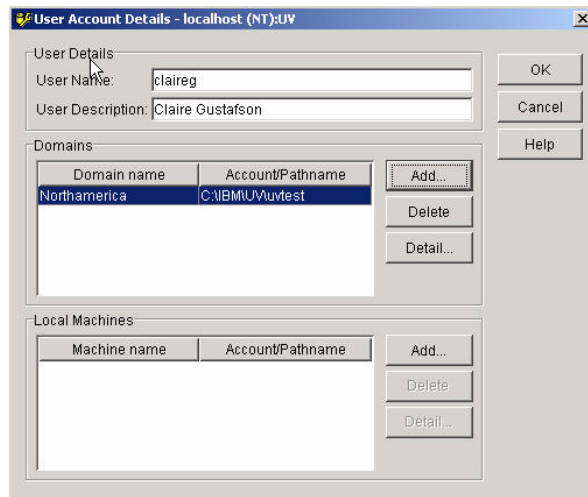 User Account Details - localhost (NT):UV
User Details
User Name: claireg
User Description: Claire Gustafson
OK
Cancel
Help
Domains
Domain name Account/Pathname
Northamerica C:\IBM\UV\uvtest
Add...
Delete
Detail...
Local Machines
Machine name Account/Pathname
Add...
Delete
Detail...